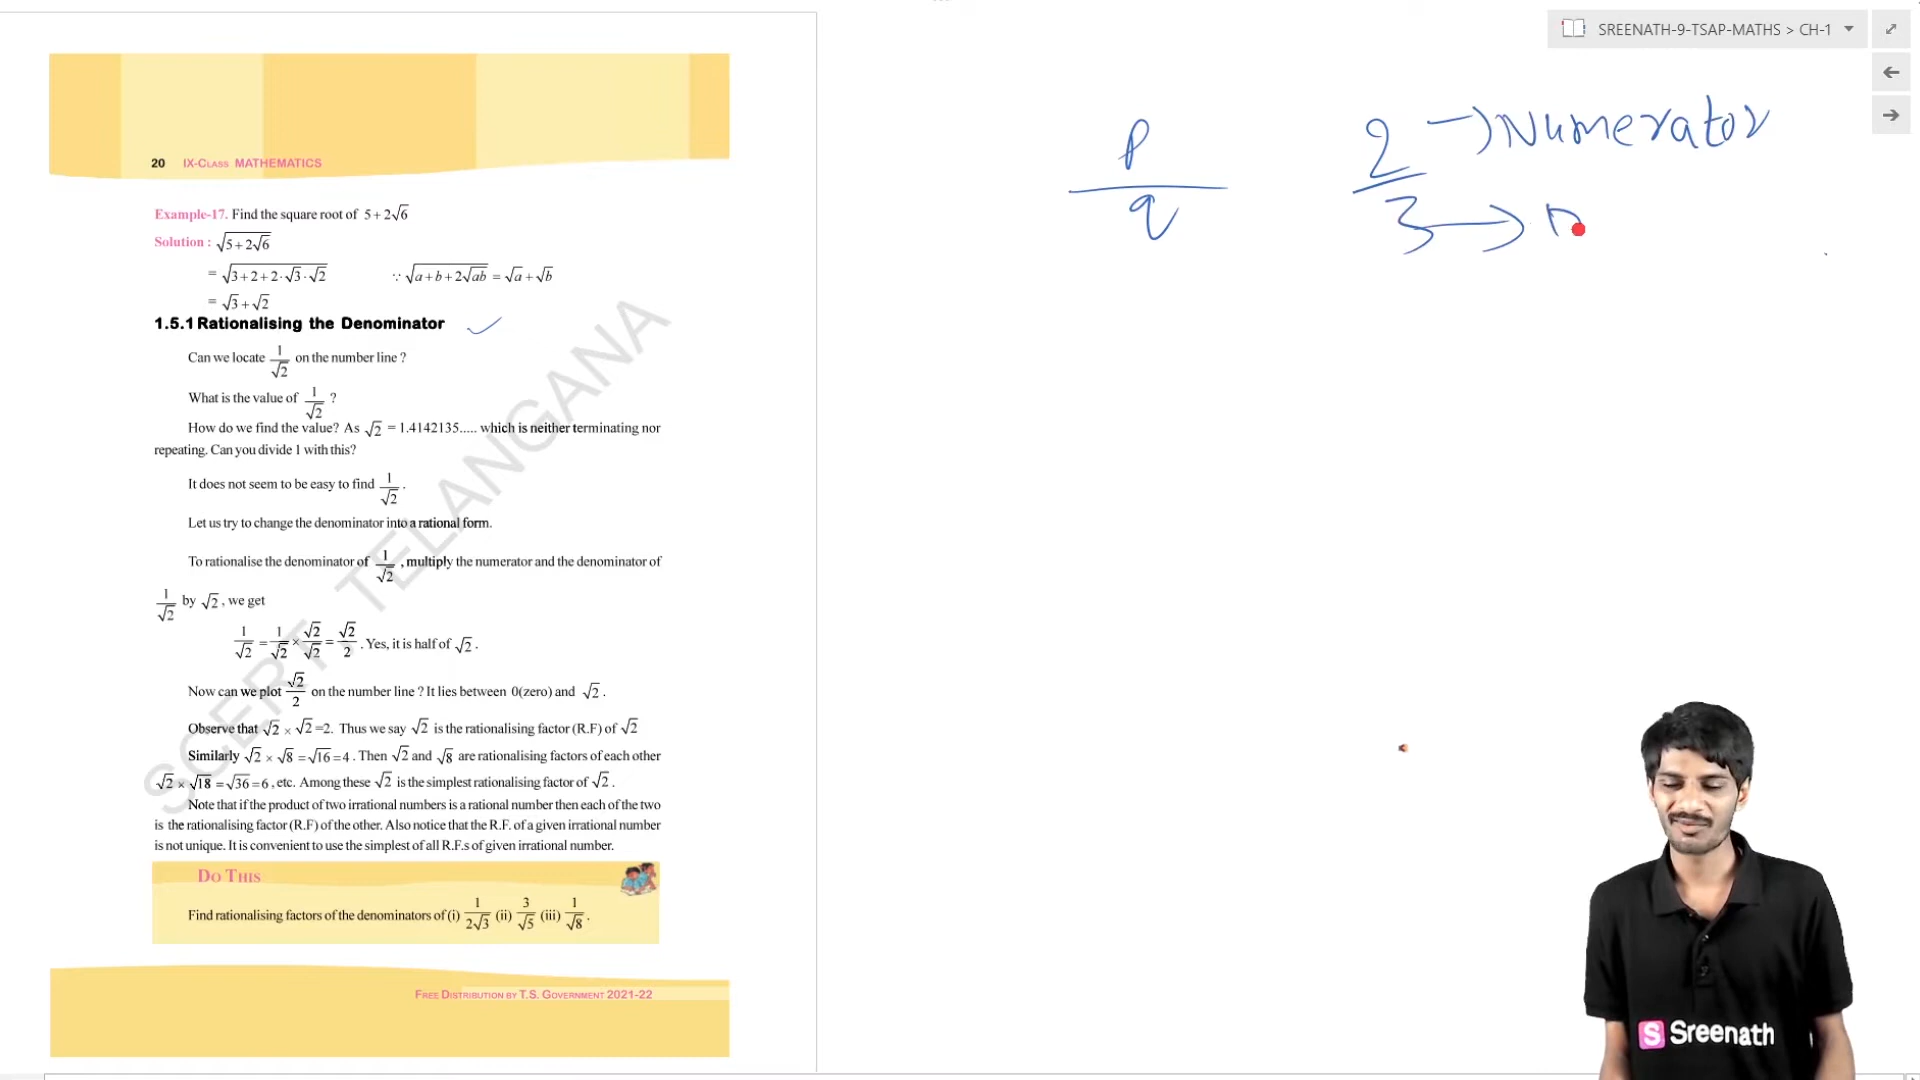 SREENATH-9-TSAP-MATHS > CH-1
20 IX-CLASS MATHEMATICS
Example-17. Find the square root of 5 + 2√6
Solution : √(5 + 2√6)
= √(3 + 2 + 2·√3·√2) ∵ √(a + b + 2√ab) = √a + √b
= √3 + √2
1.5.1 Rationalising the Denominator
Can we locate 1/√2 on the number line ?
What is the value of 1/√2 ?
How do we find the value? As √2 = 1.4142135..... which is neither terminating nor
repeating. Can you divide 1 with this?
It does not seem to be easy to find 1/√2 .
Let us try to change the denominator into a rational form.
To rationalise the denominator of 1/√2 , multiply the numerator and the denominator of
1/√2 by √2 , we get
1/√2 = 1/√2 × √2/√2 = √2/2 . Yes, it is half of √2 .
Now can we plot √2/2 on the number line ? It lies between 0(zero) and √2 .
Observe that √2 × √2 =2. Thus we say √2 is the rationalising factor (R.F) of √2
Similarly √2 × √8 = √16 = 4 . Then √2 and √8 are rationalising factors of each other
√2 × √18 = √36 = 6 , etc. Among these √2 is the simplest rationalising factor of √2 .
Note that if the product of two irrational numbers is a rational number then each of the two
is the rationalising factor (R.F) of the other. Also notice that the R.F. of a given irrational number
is not unique. It is convenient to use the simplest of all R.F.s of given irrational number.
DO THIS
Find rationalising factors of the denominators of (i) 1/2√3 (ii) 3/√5 (iii) 1/√8 .
FREE DISTRIBUTION BY T.S. GOVERNMENT 2021-22
SCERT, TELANGANA
p/q
2 → Numerator
3 → D
S Sreenath